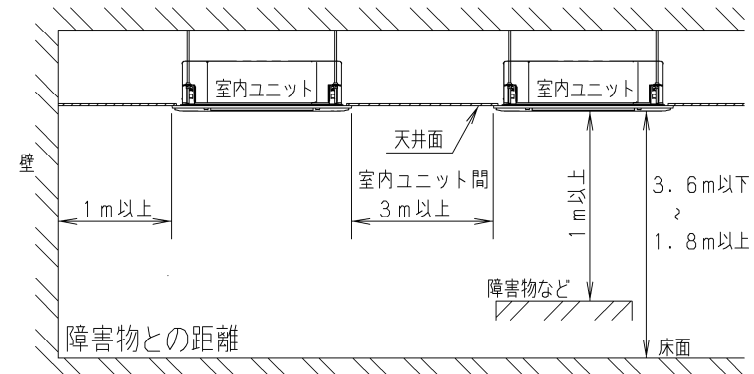 室内ユニット
室内ユニット
天井面
壁
室内ユニット間
1m以上
3m以上
1m以上
3.6m以下
~
1.8m以上
障害物など
障害物との距離
床面